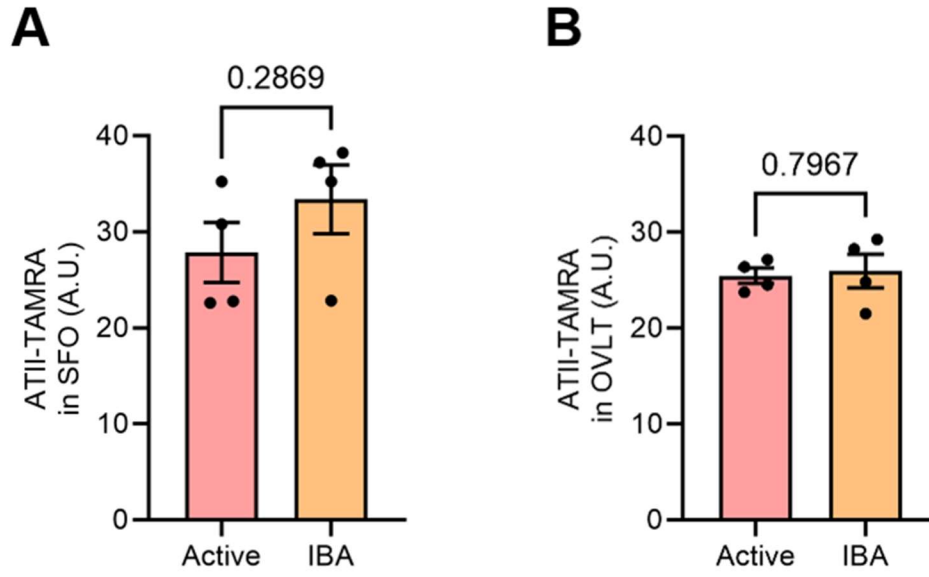 A
0.2869
40
30
20
10
0
ATII-TAMRA
in SFO (A.U.)
Active
IBA
B
0.7967
40
30
20
10
0
ATII-TAMRA
in OVLT (A.U.)
Active
IBA